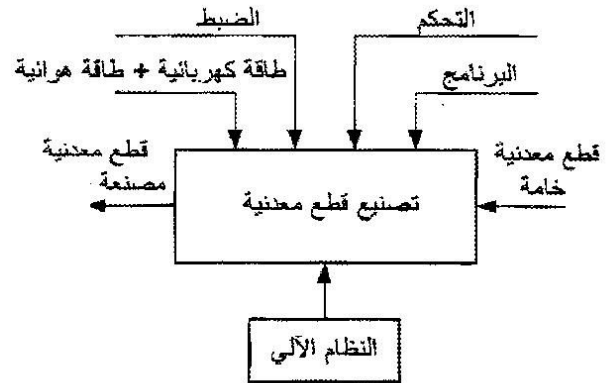 الضبط
التحكم
طاقة كهربائية + طاقة هوائية
البرنامج
قطع معدنية
خامة
تصنيع قطع معدنية
قطع معدنية
مصنعة
النظام الآلي